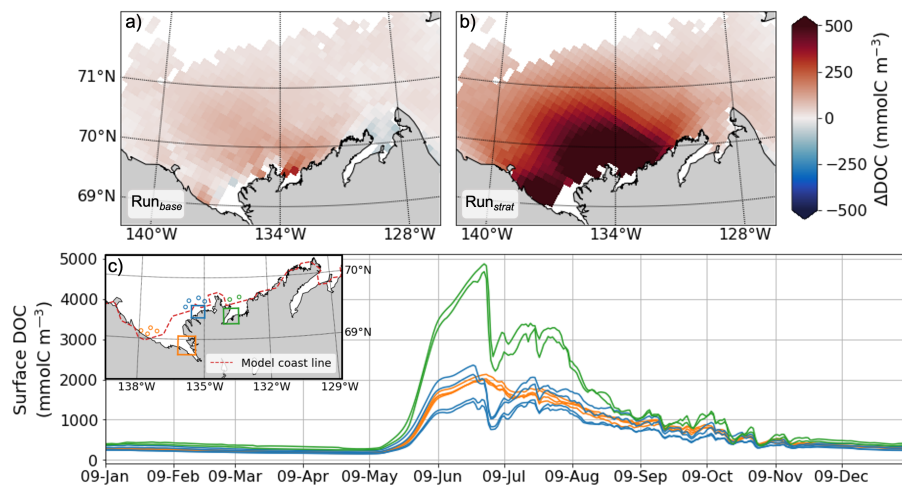 a)
b)
71°N
70°N
69°N
Run_base
Run_strat
140°W 134°W 128°W
140°W 134°W 128°W
500
250
0
−250
−500
ΔDOC (mmolC m⁻³)
c)
70°N
69°N
Model coast line
138°W 135°W 132°W 129°W
Surface DOC
(mmolC m⁻³)
5000
4000
3000
2000
1000
0
09-Jan 09-Feb 09-Mar 09-Apr 09-May 09-Jun 09-Jul 09-Aug 09-Sep 09-Oct 09-Nov 09-Dec